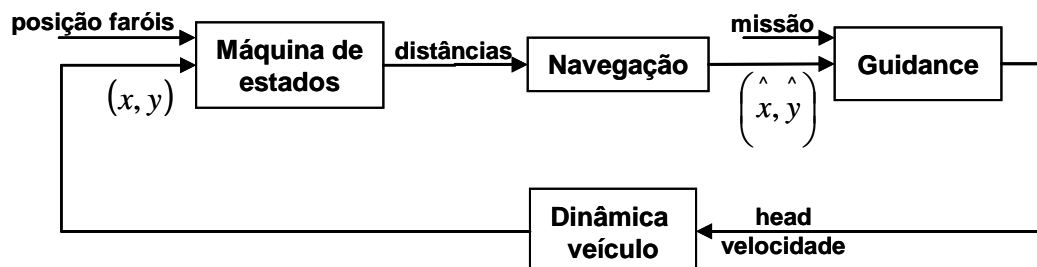 posição faróis
Máquina de
estados
distâncias
Navegação
missão
Guidance
(x, y)
(x̂, ŷ)
Dinâmica
veículo
head
velocidade